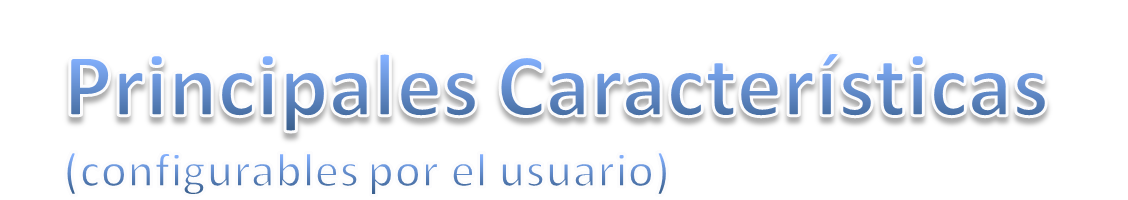 Principales Características
(configurables por el usuario)